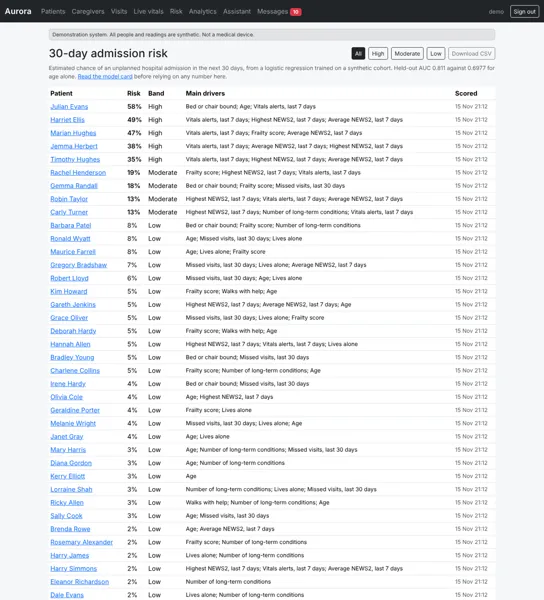 Aurora Patients Caregivers Visits Live vitals Risk Analytics Assistant Messages 10 demo Sign out
Demonstration system. All people and readings are synthetic. Not a medical device.
30-day admission risk All High Moderate Low Download CSV
Estimated chance of an unplanned hospital admission in the next 30 days, from a logistic regression trained on a synthetic cohort. Held-out AUC 0.811 against 0.6977 for
age alone. Read the model card before relying on any number here.
Patient Risk Band Main drivers Scored
Julian Evans 58% High Bed or chair bound; Age; Vitals alerts, last 7 days 15 Nov 21:12
Harriet Ellis 49% High Vitals alerts, last 7 days; Highest NEWS2, last 7 days; Average NEWS2, last 7 days 15 Nov 21:12
Marian Hughes 47% High Vitals alerts, last 7 days; Frailty score; Average NEWS2, last 7 days 15 Nov 21:12
Jemma Herbert 38% High Vitals alerts, last 7 days; Average NEWS2, last 7 days; Highest NEWS2, last 7 days 15 Nov 21:12
Timothy Hughes 35% High Vitals alerts, last 7 days; Highest NEWS2, last 7 days; Average NEWS2, last 7 days 15 Nov 21:12
Rachel Henderson 19% Moderate Frailty score; Highest NEWS2, last 7 days; Vitals alerts, last 7 days 15 Nov 21:12
Gemma Randall 18% Moderate Bed or chair bound; Frailty score; Missed visits, last 30 days 15 Nov 21:12
Robin Taylor 13% Moderate Highest NEWS2, last 7 days; Vitals alerts, last 7 days; Average NEWS2, last 7 days 15 Nov 21:12
Carly Turner 13% Moderate Highest NEWS2, last 7 days; Number of long-term conditions; Vitals alerts, last 7 days 15 Nov 21:12
Barbara Patel 8% Low Bed or chair bound; Frailty score; Number of long-term conditions 15 Nov 21:12
Ronald Wyatt 8% Low Age; Missed visits, last 30 days; Lives alone 15 Nov 21:12
Maurice Farrell 8% Low Age; Lives alone; Frailty score 15 Nov 21:12
Gregory Bradshaw 7% Low Missed visits, last 30 days; Lives alone; Average NEWS2, last 7 days 15 Nov 21:12
Robert Lloyd 6% Low Missed visits, last 30 days; Age; Lives alone 15 Nov 21:12
Kim Howard 5% Low Frailty score; Walks with help; Age 15 Nov 21:12
Gareth Jenkins 5% Low Highest NEWS2, last 7 days; Average NEWS2, last 7 days; Age 15 Nov 21:12
Grace Oliver 5% Low Missed visits, last 30 days; Lives alone; Frailty score 15 Nov 21:12
Deborah Hardy 5% Low Frailty score; Walks with help; Age 15 Nov 21:12
Hannah Allen 5% Low Highest NEWS2, last 7 days; Vitals alerts, last 7 days; Lives alone 15 Nov 21:12
Bradley Young 5% Low Bed or chair bound; Missed visits, last 30 days 15 Nov 21:12
Charlene Collins 5% Low Frailty score; Number of long-term conditions; Age 15 Nov 21:12
Irene Hardy 4% Low Bed or chair bound; Missed visits, last 30 days 15 Nov 21:12
Olivia Cole 4% Low Age; Highest NEWS2, last 7 days 15 Nov 21:12
Geraldine Porter 4% Low Frailty score; Lives alone 15 Nov 21:12
Melanie Wright 4% Low Missed visits, last 30 days; Lives alone; Age 15 Nov 21:12
Janet Gray 4% Low Age; Lives alone 15 Nov 21:12
Mary Harris 3% Low Age; Number of long-term conditions; Missed visits, last 30 days 15 Nov 21:12
Diana Gordon 3% Low Age; Number of long-term conditions 15 Nov 21:12
Kerry Elliott 3% Low Age 15 Nov 21:12
Lorraine Shah 3% Low Number of long-term conditions; Lives alone; Missed visits, last 30 days 15 Nov 21:12
Ricky Allen 3% Low Walks with help; Number of long-term conditions; Age 15 Nov 21:12
Sally Cook 3% Low Age; Missed visits, last 30 days 15 Nov 21:12
Brenda Rowe 2% Low Age; Average NEWS2, last 7 days 15 Nov 21:12
Rosemary Alexander 2% Low Frailty score; Number of long-term conditions 15 Nov 21:12
Harry James 2% Low Lives alone; Number of long-term conditions 15 Nov 21:12
Harry Simmons 2% Low Highest NEWS2, last 7 days; Vitals alerts, last 7 days; Average NEWS2, last 7 days 15 Nov 21:12
Eleanor Richardson 2% Low Number of long-term conditions 15 Nov 21:12
Dale Evans 2% Low Lives alone; Number of long-term conditions 15 Nov 21:12